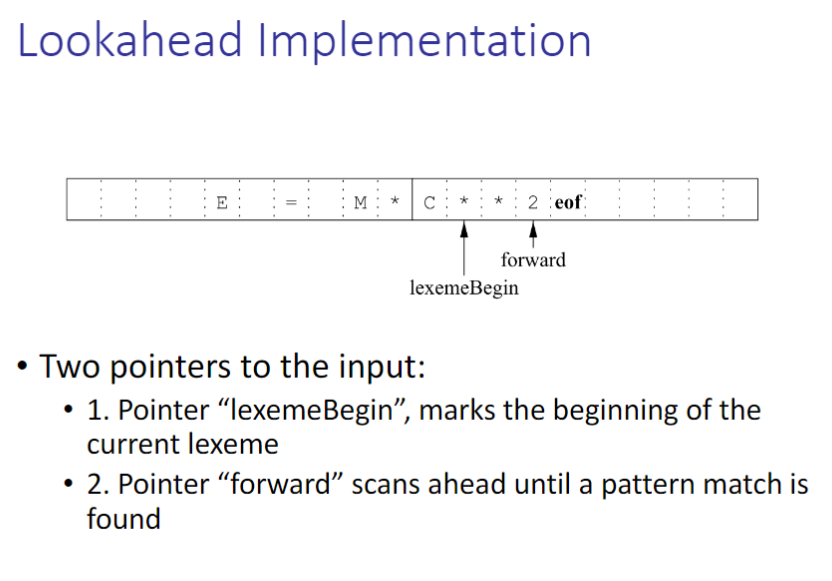 Lookahead Implementation
E = M * C * * 2 eof
forward
lexemeBegin
• Two pointers to the input:
• 1. Pointer “lexemeBegin”, marks the beginning of the
current lexeme
• 2. Pointer “forward” scans ahead until a pattern match is
found